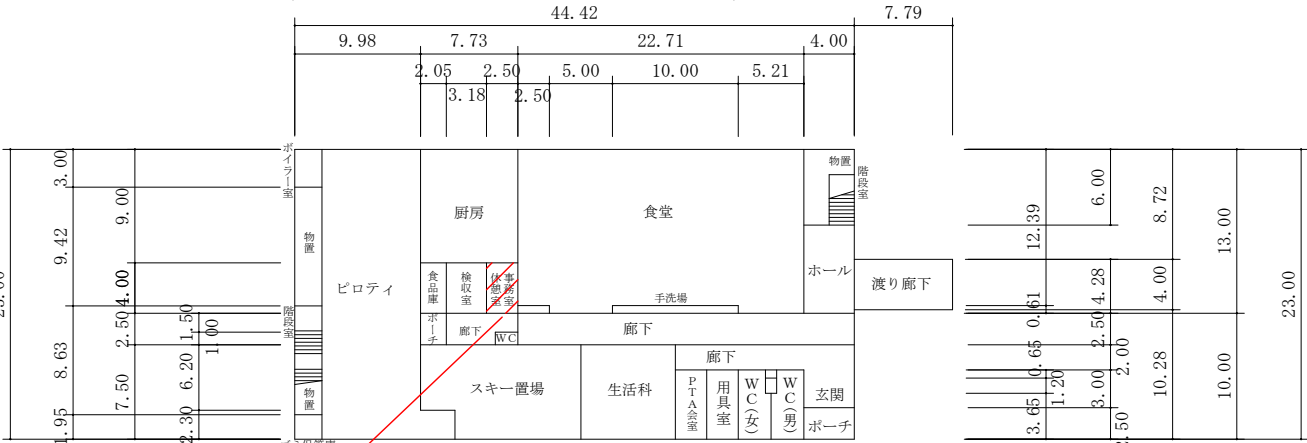 44.42
7.79
9.98
7.73
22.71
4.00
2.05
2.50
5.00
10.00
5.21
3.18
2.50
ボイラー室
物置
階段室
物置
ピロティ
厨房
食品庫
検収室
休憩室
事務室
食堂
手洗場
物置
階段室
ホール
渡り廊下
ポーチ
廊下
WC
廊下
廊下
スキー置場
生活科
PTA会室
用具室
WC(女)
WC(男)
玄関
ポーチ
3.00
9.42
8.63
1.95
9.00
4.00
2.50
7.50
1.50
1.00
6.20
2.30
12.39
0.61
0.65
1.20
3.65
6.00
4.28
2.50
2.00
3.00
8.72
4.00
10.28
13.00
10.00
23.00